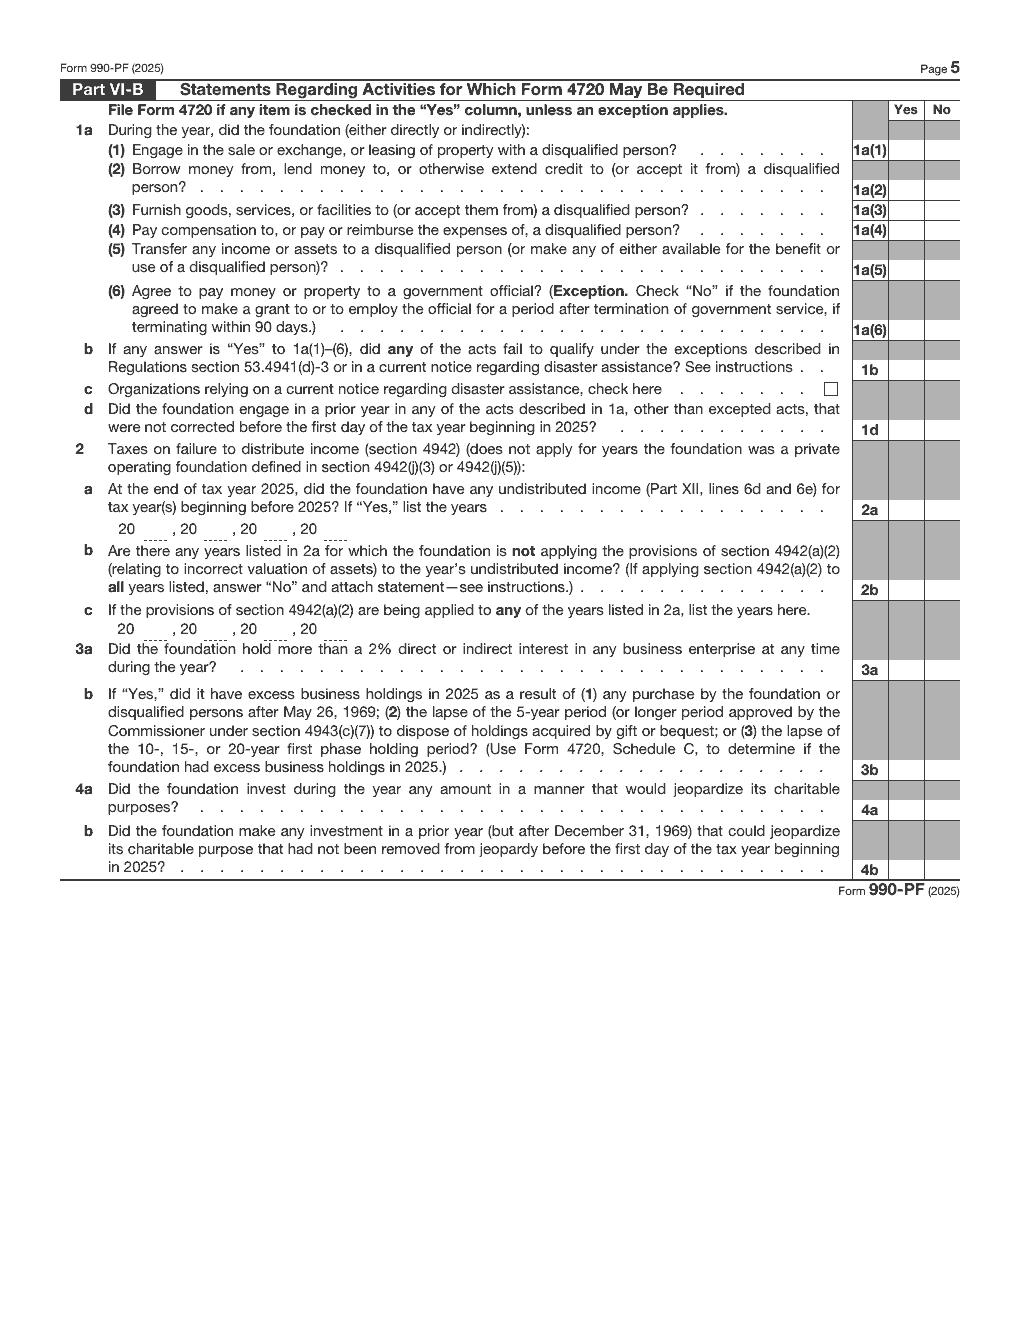 Form 990-PF (2025) Page 5
Part VI-B Statements Regarding Activities for Which Form 4720 May Be Required
File Form 4720 if any item is checked in the “Yes” column, unless an exception applies. Yes No
1a During the year, did the foundation (either directly or indirectly):
(1) Engage in the sale or exchange, or leasing of property with a disqualified person? . . . . . . . 1a(1)
(2) Borrow money from, lend money to, or otherwise extend credit to (or accept it from) a disqualified
person? . . . . . . . . . . . . . . . . . . . . . . . . . . . . . . . . 1a(2)
(3) Furnish goods, services, or facilities to (or accept them from) a disqualified person? . . . . . . . 1a(3)
(4) Pay compensation to, or pay or reimburse the expenses of, a disqualified person? . . . . . . . 1a(4)
(5) Transfer any income or assets to a disqualified person (or make any of either available for the benefit or
use of a disqualified person)? . . . . . . . . . . . . . . . . . . . . . . . . . 1a(5)
(6) Agree to pay money or property to a government official? (Exception. Check “No” if the foundation
agreed to make a grant to or to employ the official for a period after termination of government service, if
terminating within 90 days.) . . . . . . . . . . . . . . . . . . . . . . . . . 1a(6)
b If any answer is “Yes” to 1a(1)–(6), did any of the acts fail to qualify under the exceptions described in
Regulations section 53.4941(d)-3 or in a current notice regarding disaster assistance? See instructions . . 1b
c Organizations relying on a current notice regarding disaster assistance, check here . . . . . . . ☐
d Did the foundation engage in a prior year in any of the acts described in 1a, other than excepted acts, that
were not corrected before the first day of the tax year beginning in 2025? . . . . . . . . . . . 1d
2 Taxes on failure to distribute income (section 4942) (does not apply for years the foundation was a private
operating foundation defined in section 4942(j)(3) or 4942(j)(5)):
a At the end of tax year 2025, did the foundation have any undistributed income (Part XII, lines 6d and 6e) for
tax year(s) beginning before 2025? If “Yes,” list the years . . . . . . . . . . . . . . . . . 2a
20 , 20 , 20 , 20
b Are there any years listed in 2a for which the foundation is not applying the provisions of section 4942(a)(2)
(relating to incorrect valuation of assets) to the year’s undistributed income? (If applying section 4942(a)(2) to
all years listed, answer “No” and attach statement—see instructions.) . . . . . . . . . . . . . 2b
c If the provisions of section 4942(a)(2) are being applied to any of the years listed in 2a, list the years here.
20 , 20 , 20 , 20
3a Did the foundation hold more than a 2% direct or indirect interest in any business enterprise at any time
during the year? . . . . . . . . . . . . . . . . . . . . . . . . . . . . . . 3a
b If “Yes,” did it have excess business holdings in 2025 as a result of (1) any purchase by the foundation or
disqualified persons after May 26, 1969; (2) the lapse of the 5-year period (or longer period approved by the
Commissioner under section 4943(c)(7)) to dispose of holdings acquired by gift or bequest; or (3) the lapse of
the 10-, 15-, or 20-year first phase holding period? (Use Form 4720, Schedule C, to determine if the
foundation had excess business holdings in 2025.) . . . . . . . . . . . . . . . . . . . 3b
4a Did the foundation invest during the year any amount in a manner that would jeopardize its charitable
purposes? . . . . . . . . . . . . . . . . . . . . . . . . . . . . . . . . 4a
b Did the foundation make any investment in a prior year (but after December 31, 1969) that could jeopardize
its charitable purpose that had not been removed from jeopardy before the first day of the tax year beginning
in 2025? . . . . . . . . . . . . . . . . . . . . . . . . . . . . . . . . . 4b
Form 990-PF (2025)